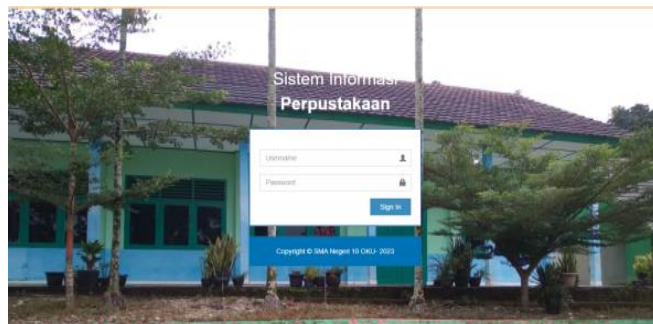 Sistem Informasi
Perpustakaan
Username
Password
Sign In
Copyright © SMA Negeri 10 OKU- 2023